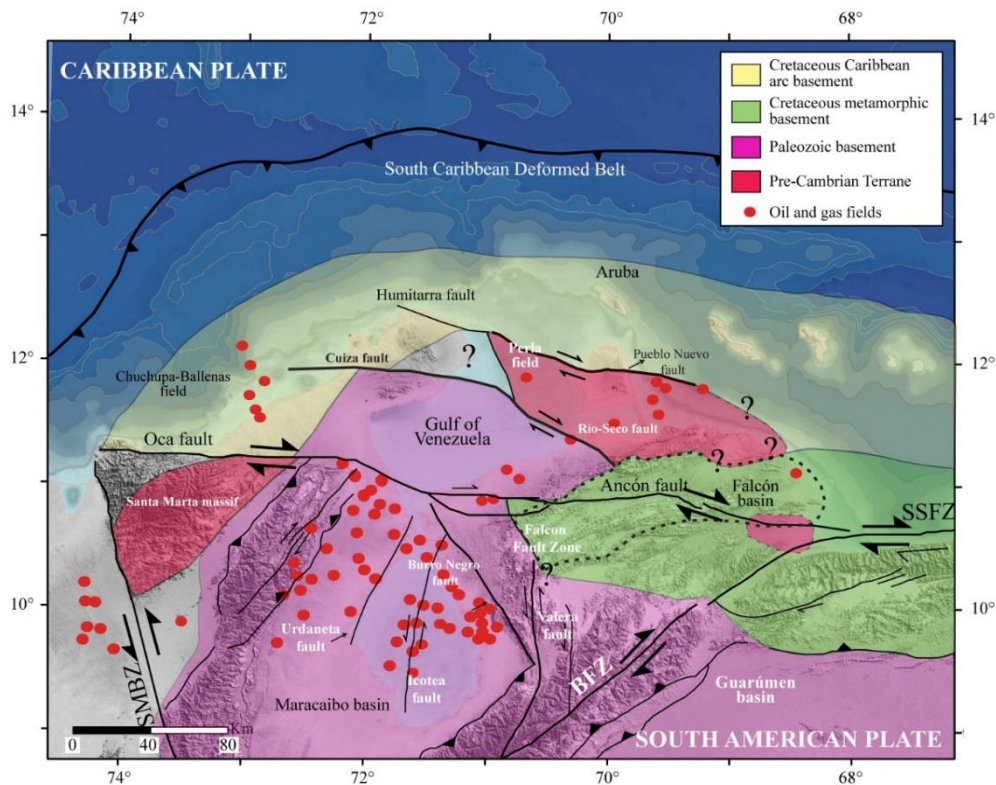 74° 72° 70° 68°
CARIBBEAN PLATE
Cretaceous Caribbean
arc basement
Cretaceous metamorphic
basement
Paleozoic basement
Pre-Cambrian Terrane
Oil and gas fields
14° 14°
South Caribbean Deformed Belt
Aruba
Humitarra fault
12° 12°
Cuiza fault
?
Perla
field
Pueblo Nuevo
fault
Chuchupa-Ballenas
field
?
Gulf of
Venezuela
Rio-Seco fault
Oca fault
?
?
Ancón fault
Falcón
basin
Santa Marta massif
SSFZ
Falcon
Fault Zone
?
Burro Negro
fault
10° 10°
Urdaneta
fault
Valera
fault
BFZ
Icotea
fault
Guarúmen
basin
Maracaibo basin
SMBZ
Km
0 40 80
SOUTH AMERICAN PLATE
74° 72° 70° 68°